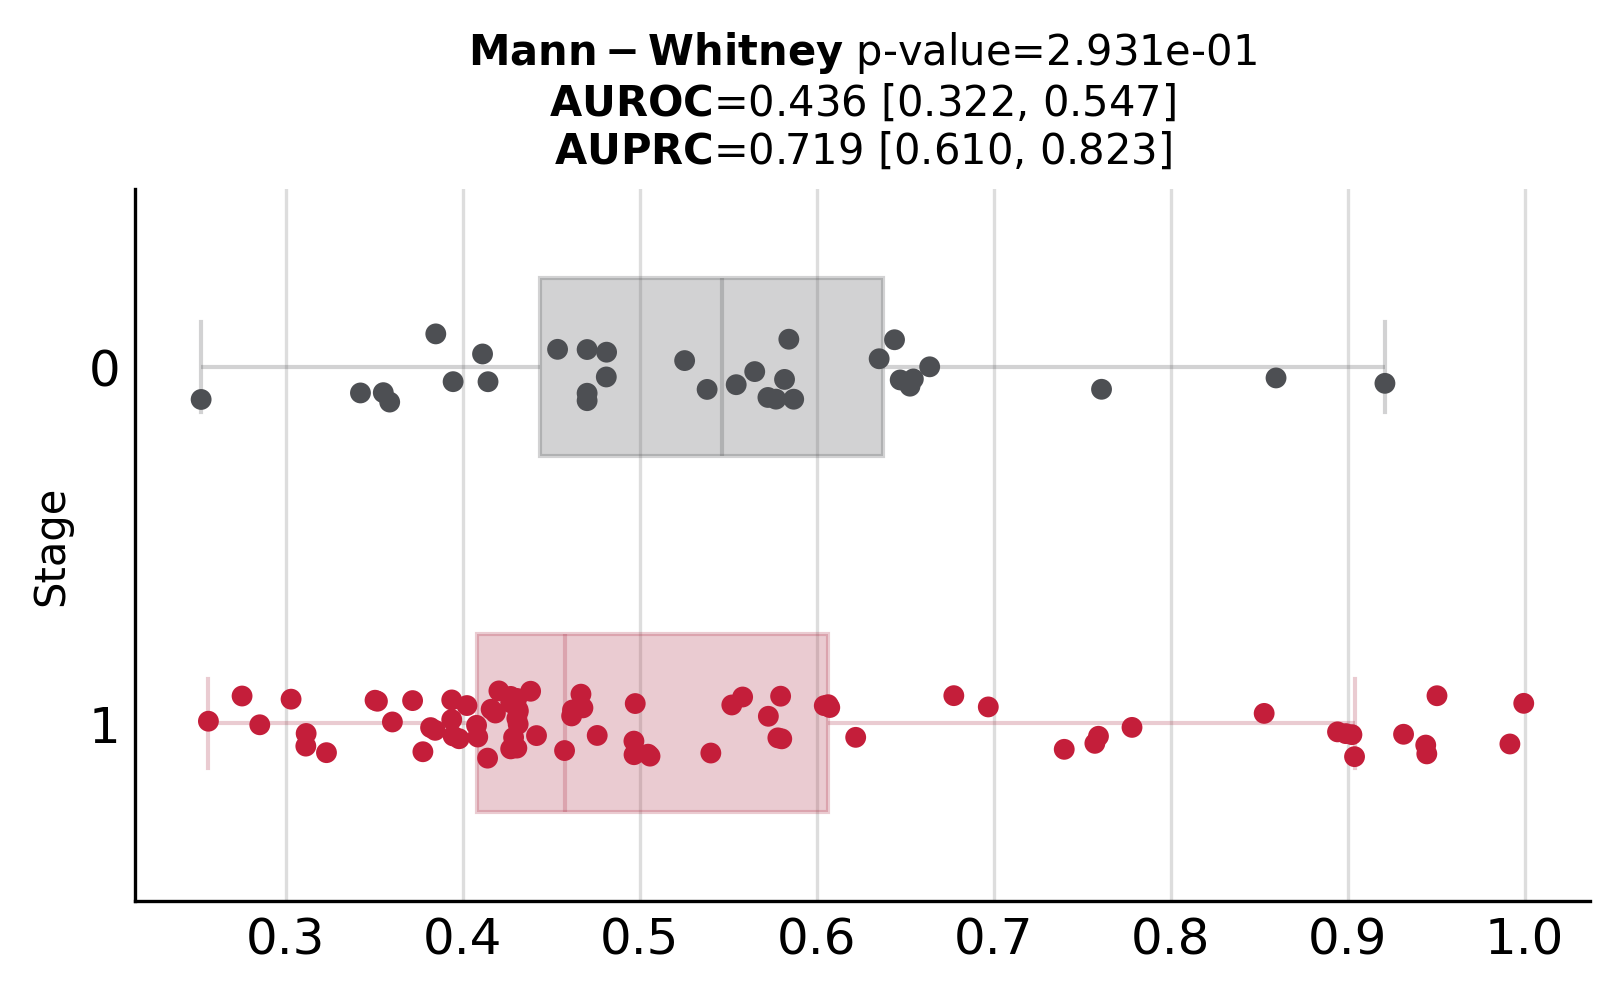 Mann − Whitney p-value=2.931e-01
AUROC=0.436 [0.322, 0.547]
AUPRC=0.719 [0.610, 0.823]
0
Stage
1
0.3 0.4 0.5 0.6 0.7 0.8 0.9 1.0